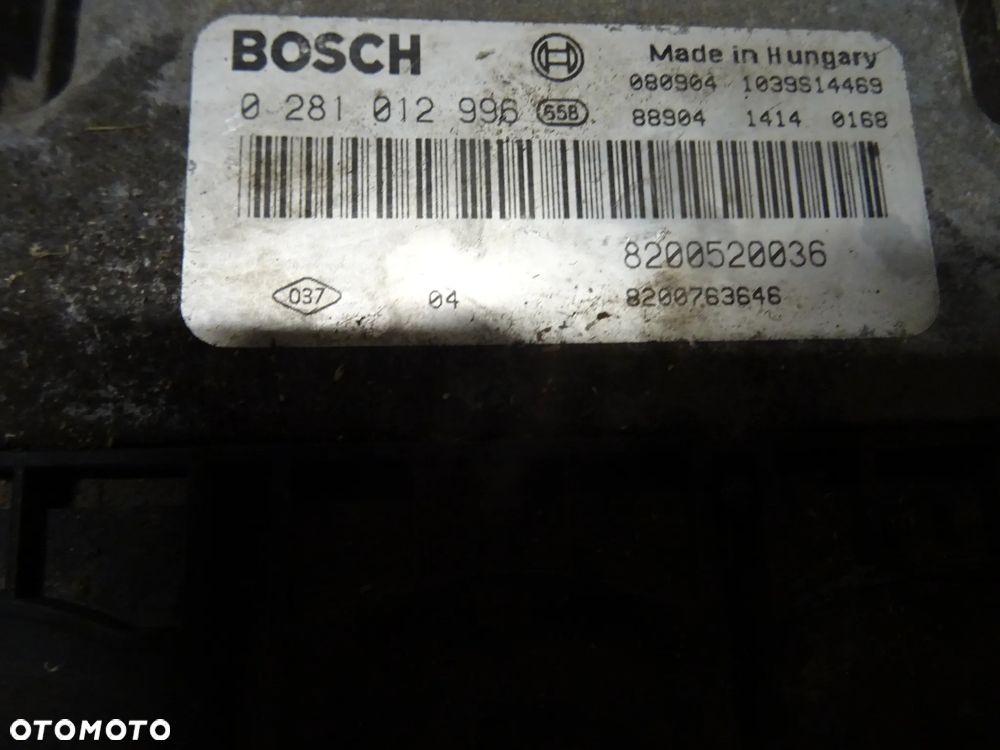 BOSCH
Made in Hungary
080904 1039S14469
0 281 012 996 658
88904 1414 0168
8200520036
037 04 8200763646
OTOMOTO